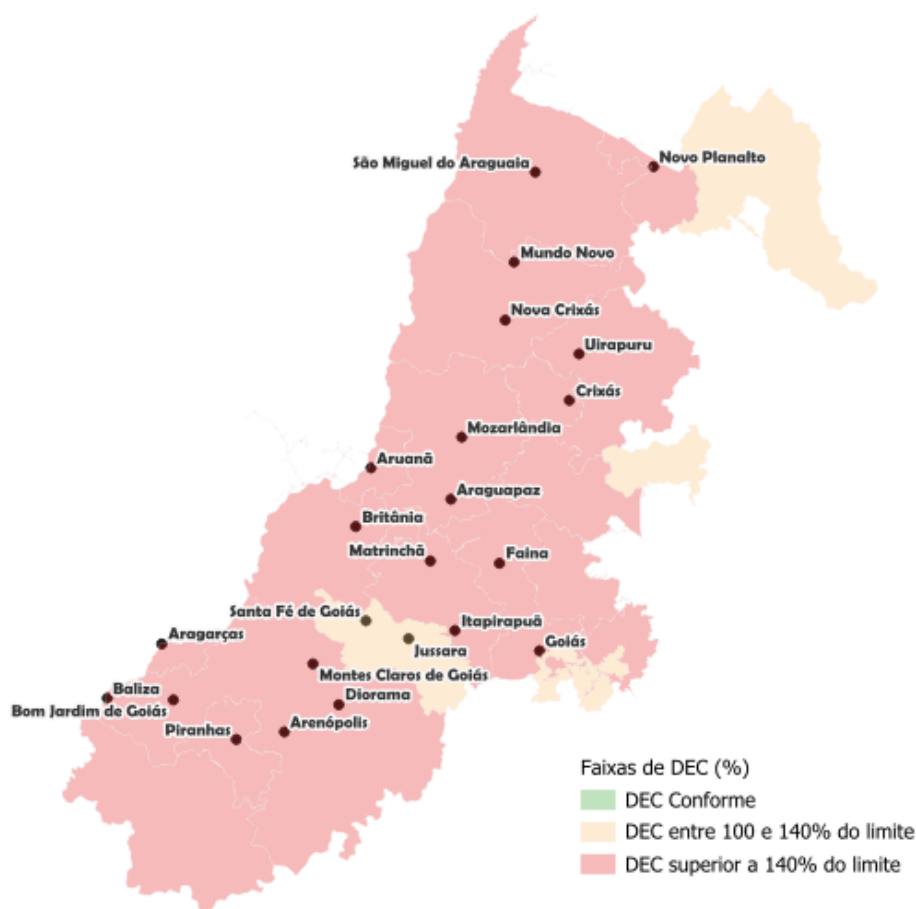 São Miguel do Araguaia
Novo Planalto
Mundo Novo
Nova Crixás
Uirapuru
Crixás
Mozarlândia
Aruanã
Araguapaz
Britânia
Matrinchã
Faina
Santa Fé de Goiás
Itapirapuã
Aragarças
Jussara
Goiás
Montes Claros de Goiás
Baliza
Diorama
Bom Jardim de Goiás
Piranhas
Arenópolis
Faixas de DEC (%)
DEC Conforme
DEC entre 100 e 140% do limite
DEC superior a 140% do limite